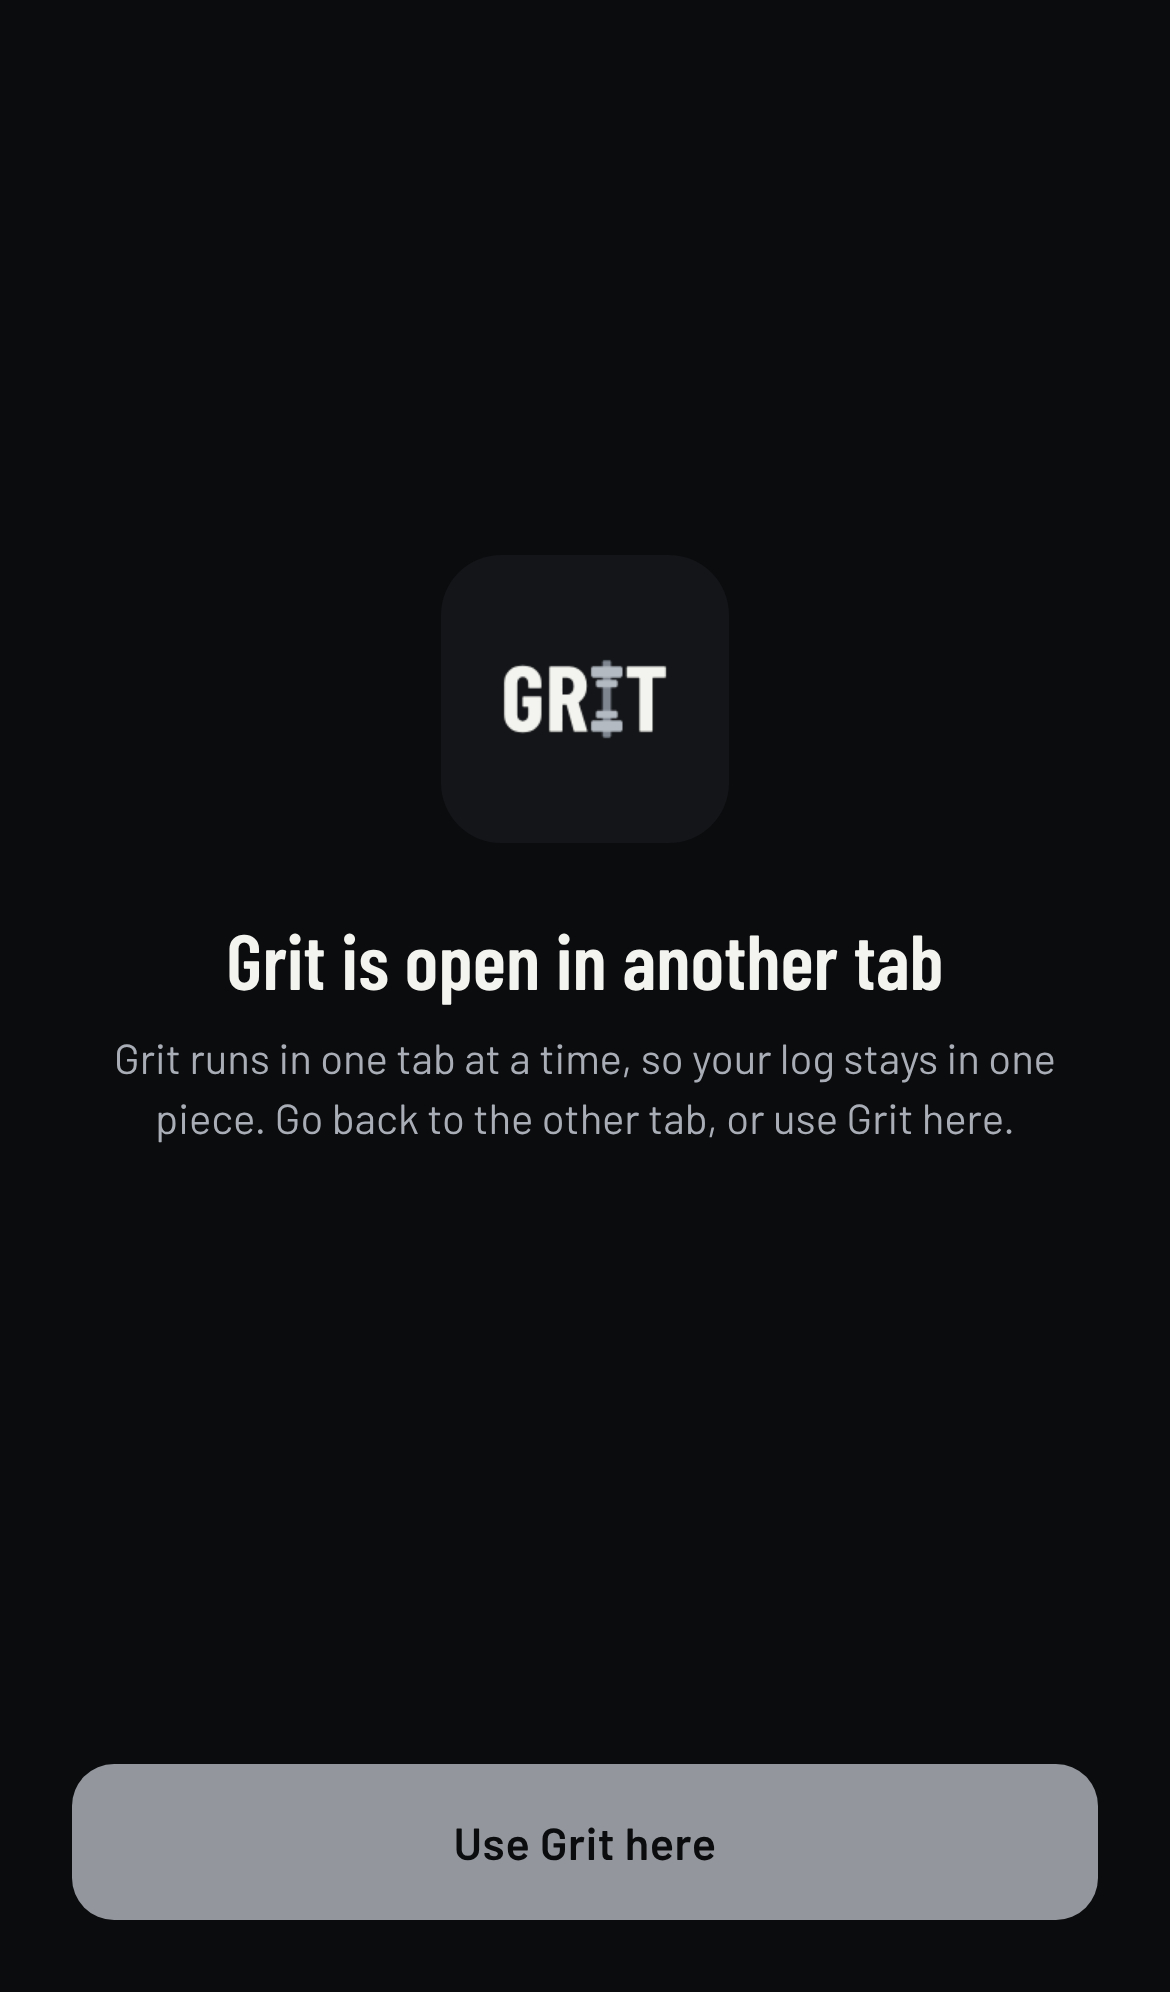 GRIT
Grit is open in another tab
Grit runs in one tab at a time, so your log stays in one
piece. Go back to the other tab, or use Grit here.
Use Grit here